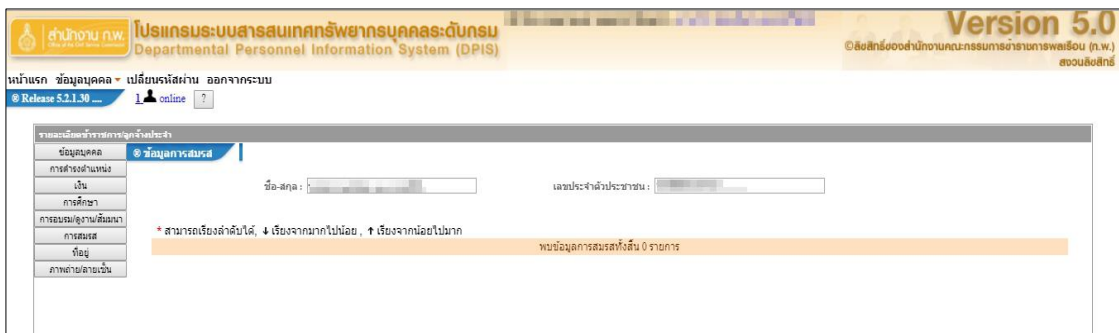 สำนักงาน ก.พ.
Office of the Civil Service Commission
โปรแกรมระบบสารสนเทศทรัพยากรบุคคลระดับกรม
Departmental Personnel Information System (DPIS)
Version 5.0
©ลิขสิทธิ์ของสำนักงานคณะกรรมการข้าราชการพลเรือน (ก.พ.)
สงวนลิขสิทธิ์
หน้าแรก ข้อมูลบุคคล เปลี่ยนรหัสผ่าน ออกจากระบบ
® Release 5.2.1.30 .... 1 online ?
รายละเอียดข้าราชการ/ลูกจ้างประจำ
ข้อมูลบุคคล
® ข้อมูลการสมรส
การดำรงตำแหน่ง
เงิน
ชื่อ-สกุล :
เลขประจำตัวประชาชน :
การศึกษา
การอบรม/ดูงาน/สัมมนา
การสมรส
* สามารถเรียงลำดับได้, ↓ เรียงจากมากไปน้อย , ↑ เรียงจากน้อยไปมาก
ที่อยู่
พบข้อมูลการสมรสทั้งสิ้น 0 รายการ
ภาพถ่าย/ลายเซ็น